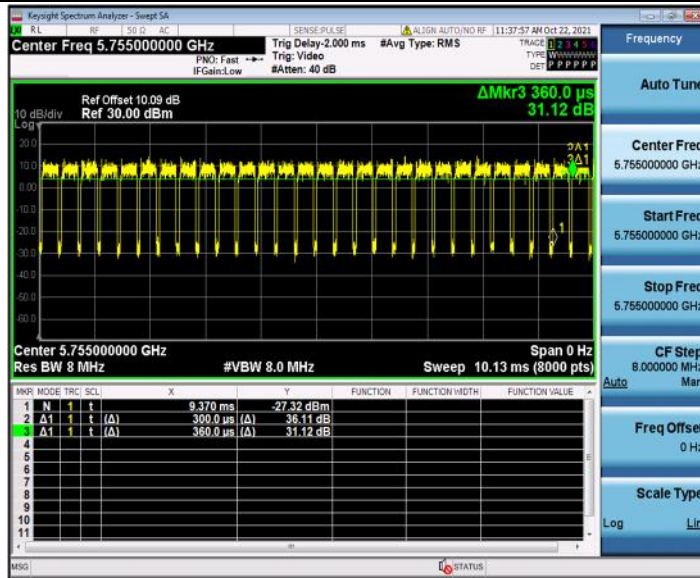 Keysight Spectrum Analyzer - Swept SA
RL RF 50 Ω AC SENSE:PULSE ALIGN AUTO/NO RF 11:37:57 AM Oct 22, 2021
Center Freq 5.755000000 GHz
PNO: Fast
IFGain:Low
Trig Delay-2.000 ms
Trig: Video
#Atten: 40 dB
#Avg Type: RMS
TRACE 1 2 3 4 5 6
TYPE
DET P P P P P P
ΔMkr3 360.0 µs
31.12 dB
Ref Offset 10.09 dB
10 dB/div Ref 30.00 dBm
Log
20.0
10.0
0.00
-10.0
-20.0
-30.0
-40.0
-50.0
-60.0
3Δ1
1
Center 5.755000000 GHz Span 0 Hz
Res BW 8 MHz #VBW 8.0 MHz Sweep 10.13 ms (8000 pts)
MKR MODE TRC SCL X Y FUNCTION FUNCTION WIDTH FUNCTION VALUE
1 N 1 t 9.370 ms -27.32 dBm
2 Δ1 1 t (Δ) 300.0 µs (Δ) 36.11 dB
3 Δ1 1 t (Δ) 360.0 µs (Δ) 31.12 dB
4
5
6
7
8
9
10
11
MSG STATUS
Frequency
Auto Tune
Center Freq
5.755000000 GHz
Start Freq
5.755000000 GHz
Stop Freq
5.755000000 GHz
CF Step
8.000000 MHz
Auto Man
Freq Offset
0 Hz
Scale Type
Log Lin